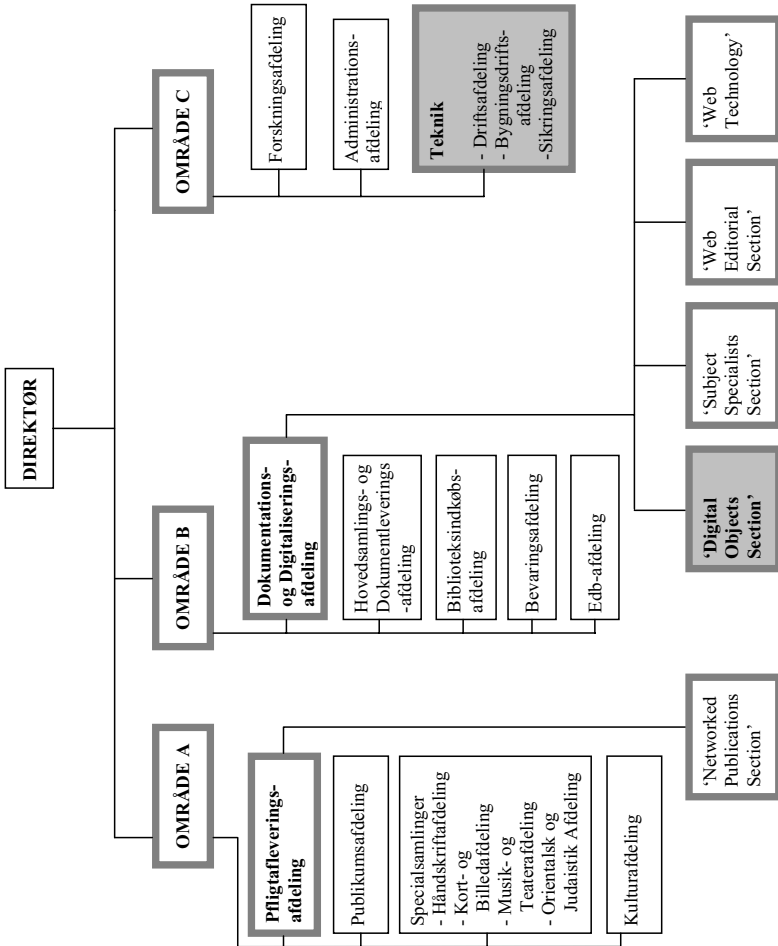 DIREKTØR
OMRÅDE A
Pfligtafleverings-
afdeling
Publikumsafdeling
Specialsamlinger
- Håndskriftafdeling
- Kort- og
Billedafdeling
- Musik- og
Teaterafdeling
- Orientalsk og
Judaistik Afdeling
Kulturafdeling
'Networked
Publications
Section'
OMRÅDE B
Dokumentations-
og Digitaliserings-
afdeling
Hovedsamlings- og
Dokumentleverings
-afdeling
Biblioteksindkøbs-
afdeling
Bevaringsafdeling
Edb-afdeling
'Digital
Objects
Section'
'Subject
Specialists
Section'
'Web
Editorial
Section'
'Web
Technology'
OMRÅDE C
Forskningsafdeling
Administrations-
afdeling
Teknik
- Driftsafdeling
- Bygningsdrifts-
afdeling
-Sikringsafdeling